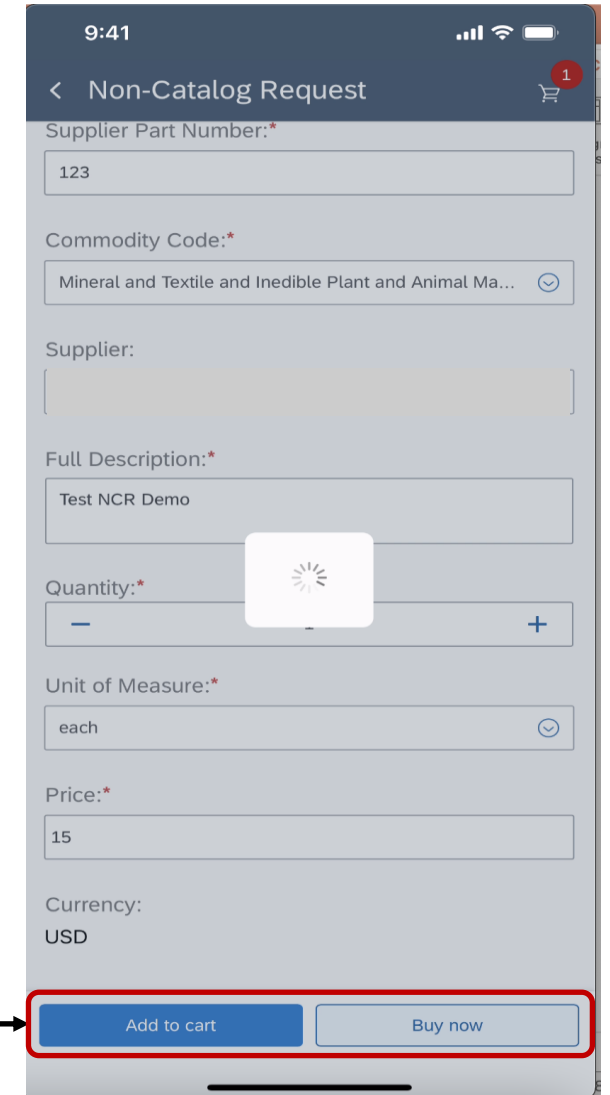 9:41
Non-Catalog Request
1
Supplier Part Number:*
123
Commodity Code:*
Mineral and Textile and Inedible Plant and Animal Ma...
Supplier:
Full Description:*
Test NCR Demo
Quantity:*
Unit of Measure:*
each
Price:*
15
Currency:
USD
Add to cart
Buy now